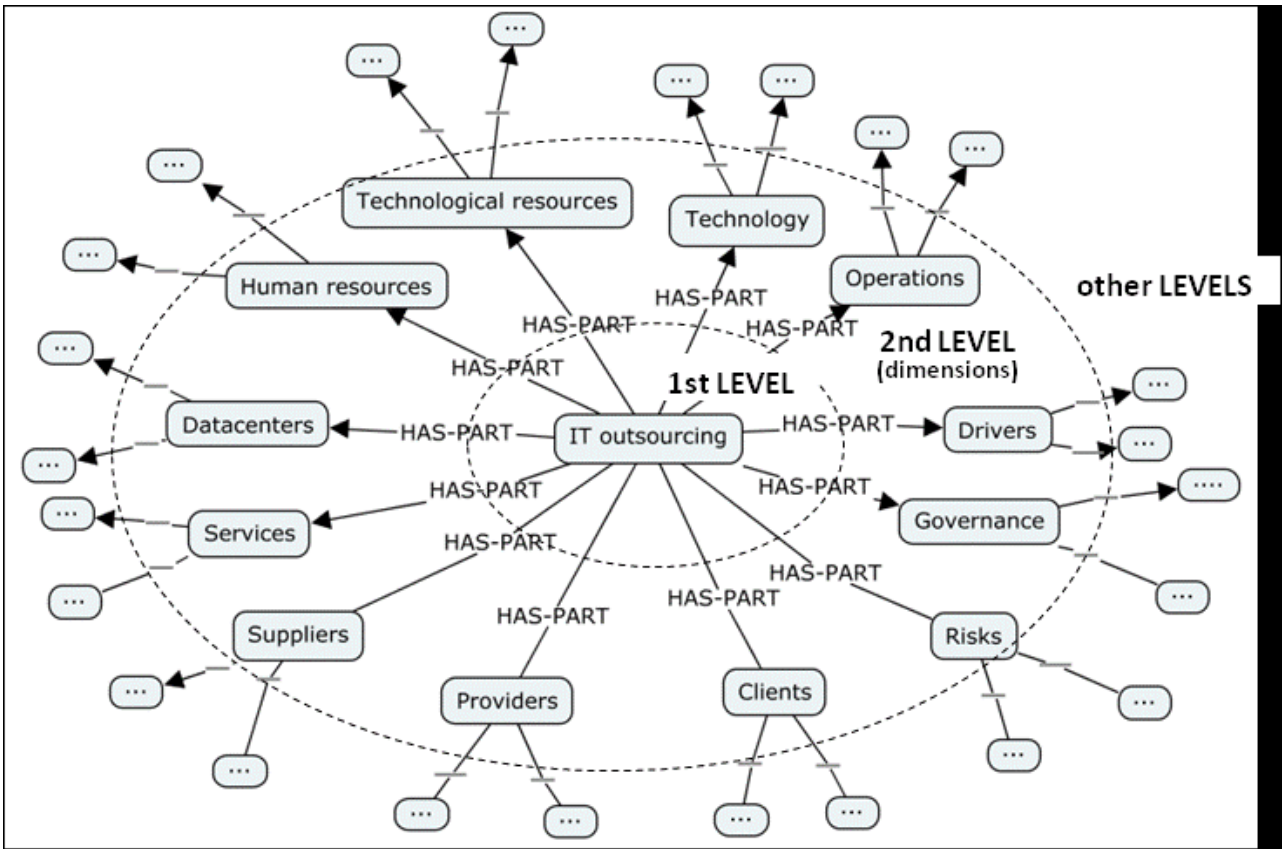 ...
...
...
...
...
...
...
...
Technological resources
Technology
Operations
Human resources
other LEVELS
HAS-PART
HAS-PART
HAS-PART
HAS-PART
2nd LEVEL
(dimensions)
1st LEVEL
...
...
...
Datacenters
HAS-PART
IT outsourcing
HAS-PART
Drivers
...
...
HAS-PART
HAS-PART
....
...
Services
Governance
HAS-PART
HAS-PART
...
...
HAS-PART
HAS-PART
Suppliers
Risks
...
Providers
Clients
...
...
...
...
...
...
...